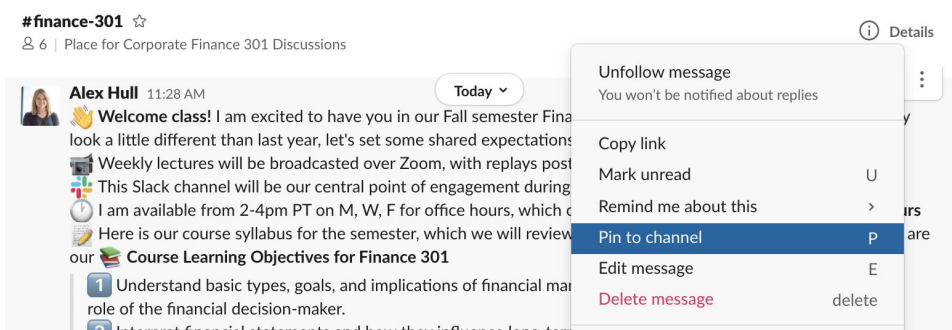 #finance-301
6 | Place for Corporate Finance 301 Discussions
Details
Alex Hull 11:28 AM
Today
Welcome class! I am excited to have you in our Fall semester
look a little different than last year, let's set some shared expectations
Weekly lectures will be broadcasted over Zoom, with replays
This Slack channel will be our central point of engagement during
I am available from 2-4pm PT on M, W, F for office hours, which
Here is our course syllabus for the semester, which we will review are
our Course Learning Objectives for Finance 301
1 Understand basic types, goals, and implications of financial
role of the financial decision-maker.
Unfollow message
You won't be notified about replies
Copy link
Mark unread U
Remind me about this >
Pin to channel P
Edit message E
Delete message delete